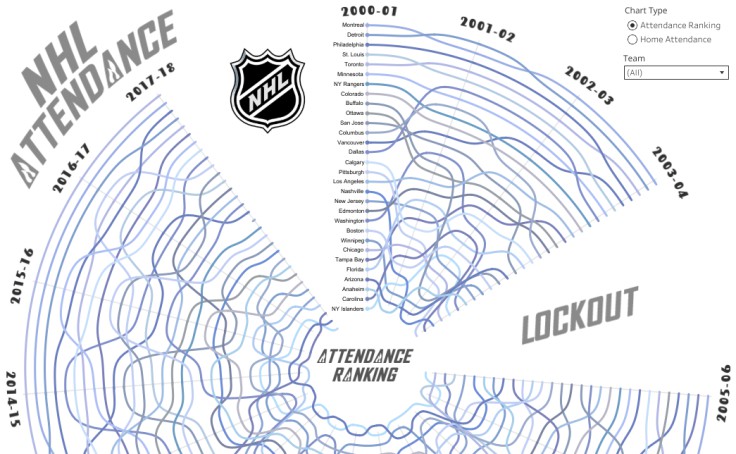 NHL
ATTENDANCE
NHL
2000-01
2001-02
2002-03
2003-04
Chart Type
Attendance Ranking
Home Attendance
Team
(All)
Montreal
Detroit
Philadelphia
St. Louis
Toronto
Minnesota
NY Rangers
Colorado
Buffalo
Ottawa
San Jose
Columbus
Vancouver
Dallas
Calgary
Pittsburgh
Los Angeles
Nashville
New Jersey
Edmonton
Washington
Boston
Winnipeg
Chicago
Tampa Bay
Florida
Arizona
Anaheim
Carolina
NY Islanders
2017-18
2016-17
2015-16
2014-15
LOCKOUT
ATTENDANCE
RANKING
2005-06